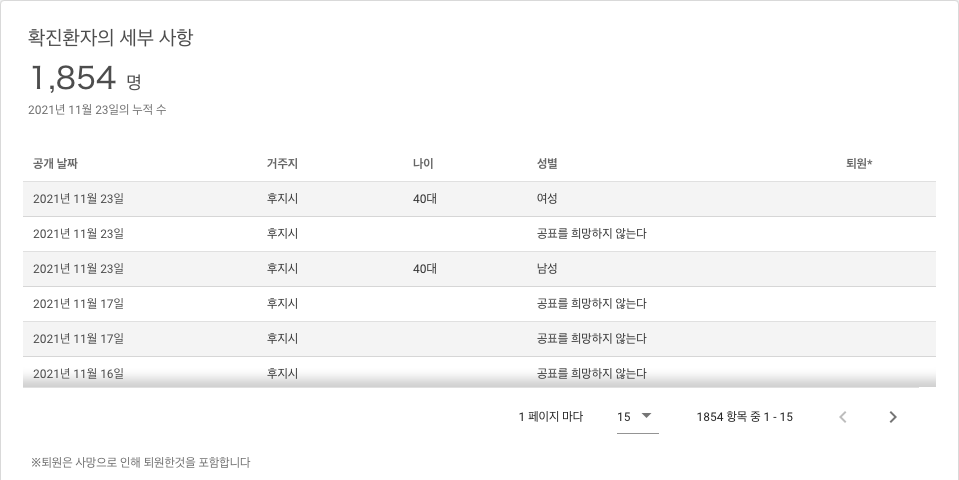 확진환자의 세부 사항
1,854 명
2021년 11월 23일의 누적 수
공개 날짜 거주지 나이 성별 퇴원*
2021년 11월 23일 후지시 40대 여성
2021년 11월 23일 후지시 공표를 희망하지 않는다
2021년 11월 23일 후지시 40대 남성
2021년 11월 17일 후지시 공표를 희망하지 않는다
2021년 11월 17일 후지시 공표를 희망하지 않는다
2021년 11월 16일 후지시 공표를 희망하지 않는다
1 페이지 마다 15 1854 항목 중 1 - 15
※퇴원은 사망으로 인해 퇴원한것을 포함합니다